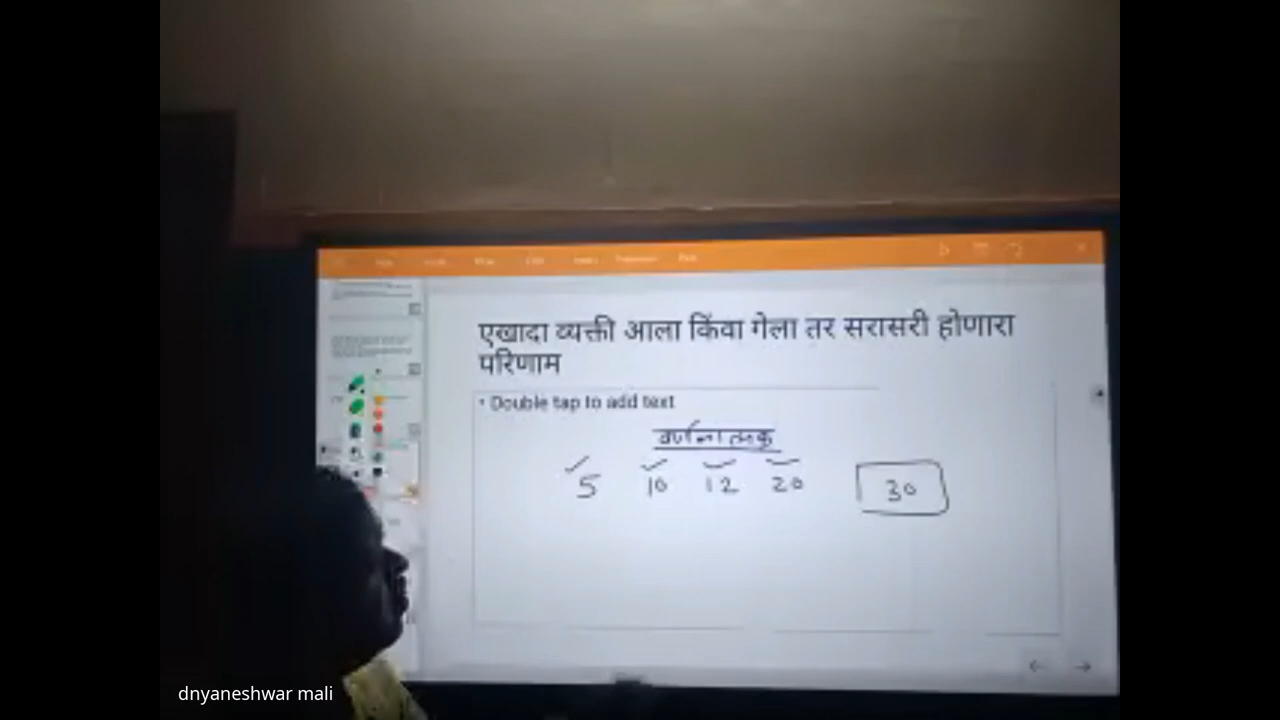 एखादा व्यक्ती आला किंवा गेला तर सरासरी होणारा
परिणाम
• Double tap to add text
वर्णनात्मक
5 10 12 20 30
dnyaneshwar mali